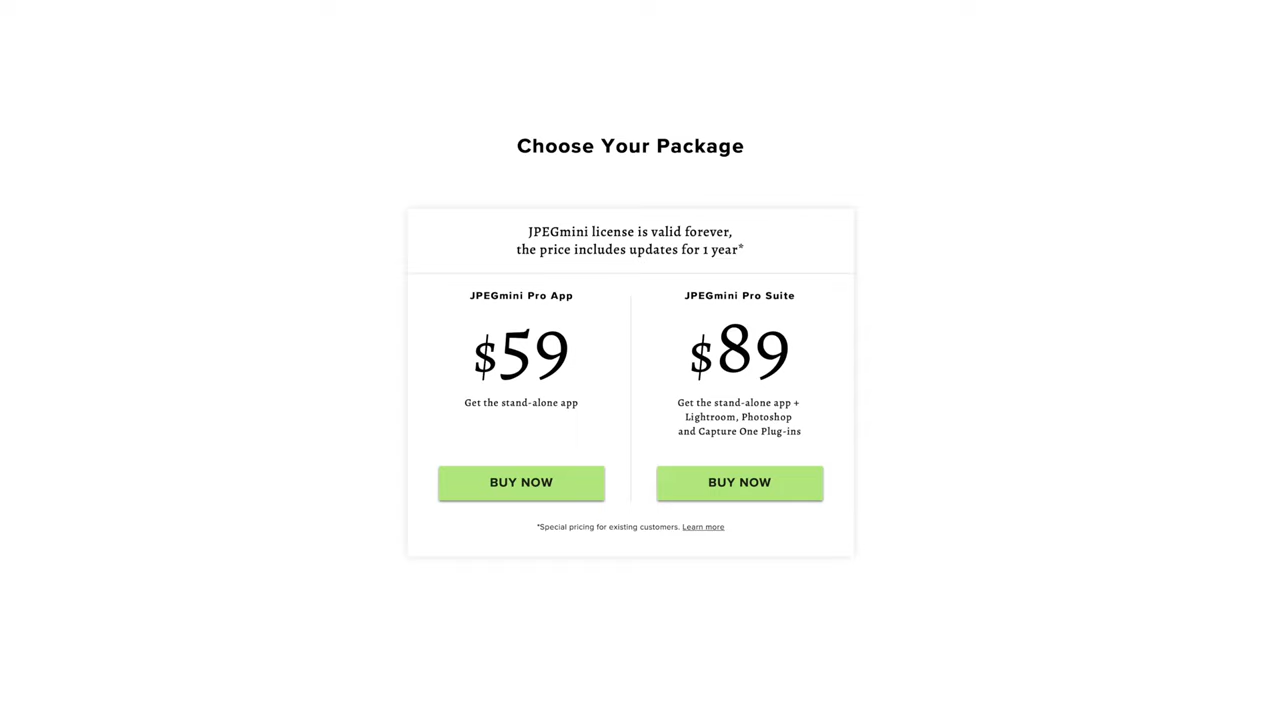 Choose Your Package
JPEGmini license is valid forever,
the price includes updates for 1 year*
JPEGmini Pro App
$59
Get the stand-alone app
BUY NOW
JPEGmini Pro Suite
$89
Get the stand-alone app +
Lightroom, Photoshop
and Capture One Plug-ins
BUY NOW
*Special pricing for existing customers. Learn more